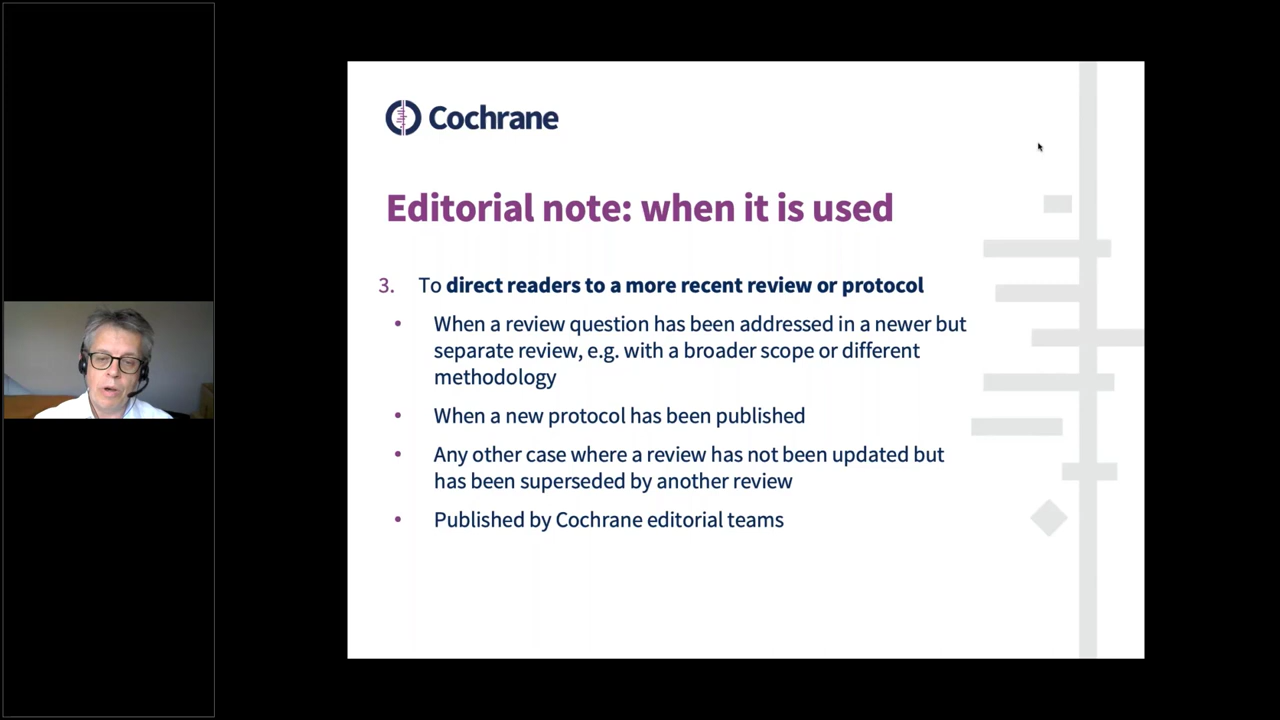 Cochrane
Editorial note: when it is used
3. To direct readers to a more recent review or protocol
• When a review question has been addressed in a newer but
separate review, e.g. with a broader scope or different
methodology
• When a new protocol has been published
• Any other case where a review has not been updated but
has been superseded by another review
• Published by Cochrane editorial teams